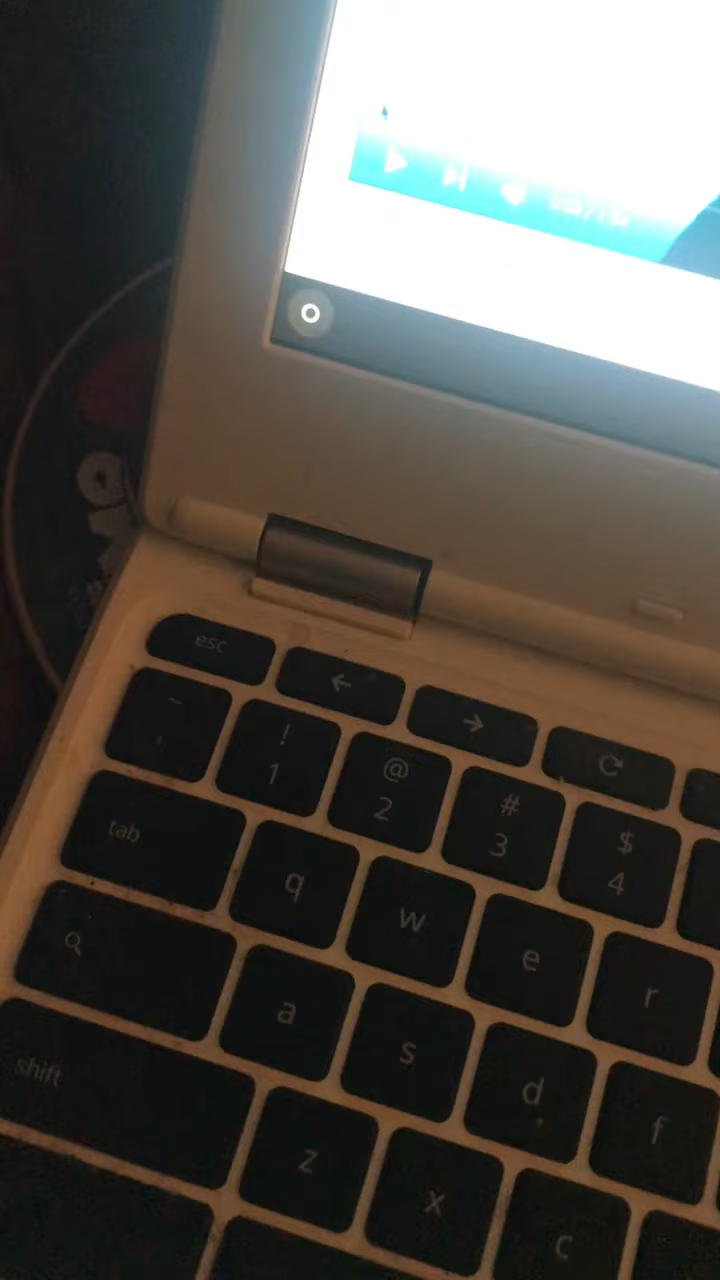 esc ← →
~ ! @ # $
1 2 3 4
tab q w e r
a s d f
shift z x c